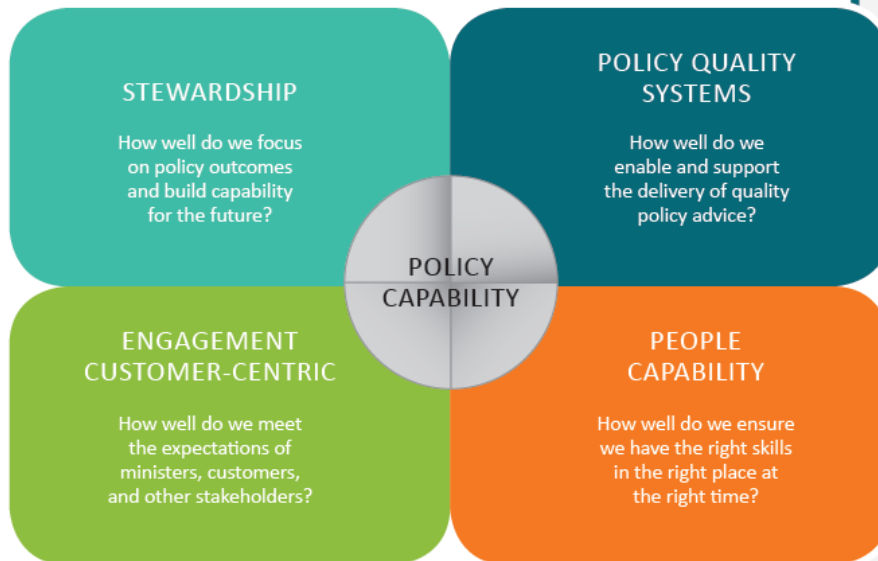 STEWARDSHIP
How well do we focus
on policy outcomes
and build capability
for the future?
POLICY QUALITY
SYSTEMS
How well do we
enable and support
the delivery of quality
policy advice?
POLICY
CAPABILITY
ENGAGEMENT
CUSTOMER-CENTRIC
How well do we meet
the expectations of
ministers, customers,
and other stakeholders?
PEOPLE
CAPABILITY
How well do we ensure
we have the right skills
in the right place at
the right time?